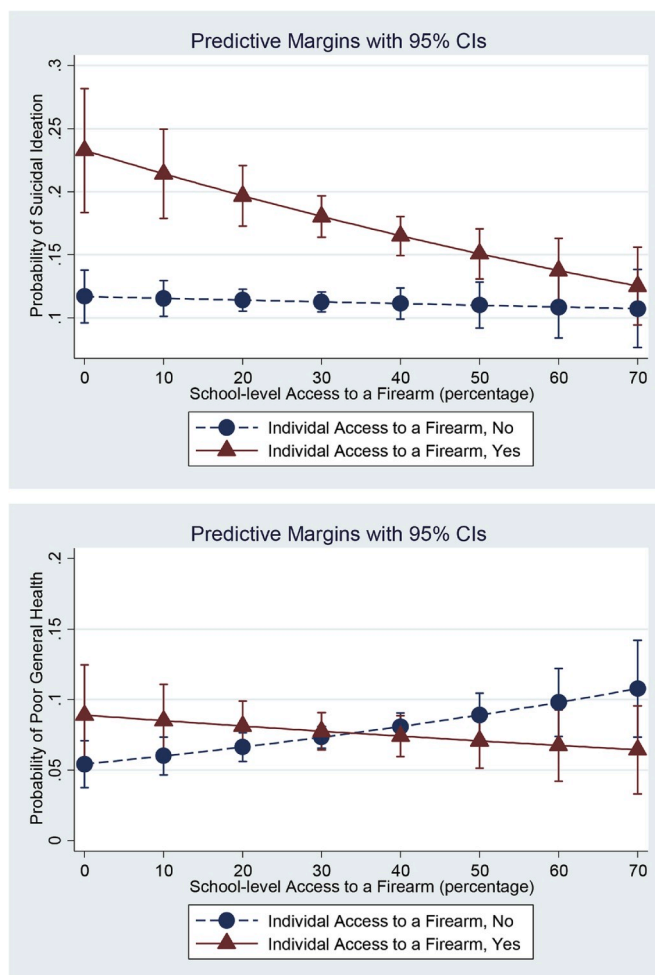 Predictive Margins with 95% CIs
Probability of Suicidal Ideation
.3
.25
.2
.15
.1
0 10 20 30 40 50 60 70
School-level Access to a Firearm (percentage)
Individal Access to a Firearm, No
Individal Access to a Firearm, Yes
Predictive Margins with 95% CIs
Probability of Poor General Health
.2
.15
.1
.05
0
0 10 20 30 40 50 60 70
School-level Access to a Firearm (percentage)
Individal Access to a Firearm, No
Individal Access to a Firearm, Yes